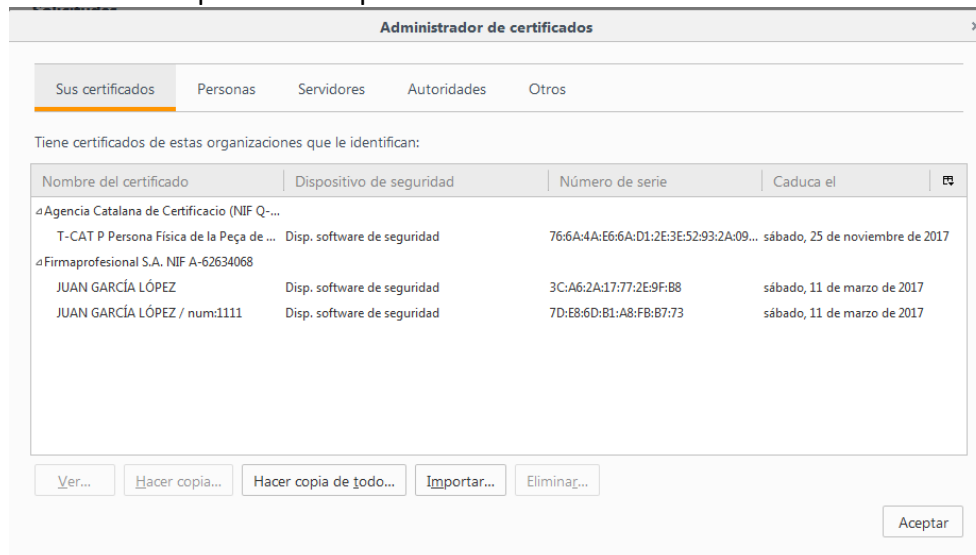 Administrador de certificados
Sus certificados Personas Servidores Autoridades Otros
Tiene certificados de estas organizaciones que le identifican:
Nombre del certificado Dispositivo de seguridad Número de serie Caduca el
Agencia Catalana de Certificacio (NIF Q-...
T-CAT P Persona Física de la Peça de ... Disp. software de seguridad 76:6A:4A:E6:6A:D1:2E:3E:52:93:2A:09... sábado, 25 de noviembre de 2017
Firmaprofesional S.A. NIF A-62634068
JUAN GARCÍA LÓPEZ Disp. software de seguridad 3C:A6:2A:17:77:2E:9F:B8 sábado, 11 de marzo de 2017
JUAN GARCÍA LÓPEZ / num:1111 Disp. software de seguridad 7D:E8:6D:B1:A8:FB:B7:73 sábado, 11 de marzo de 2017
Ver... Hacer copia... Hacer copia de todo... Importar... Eliminar...
Aceptar